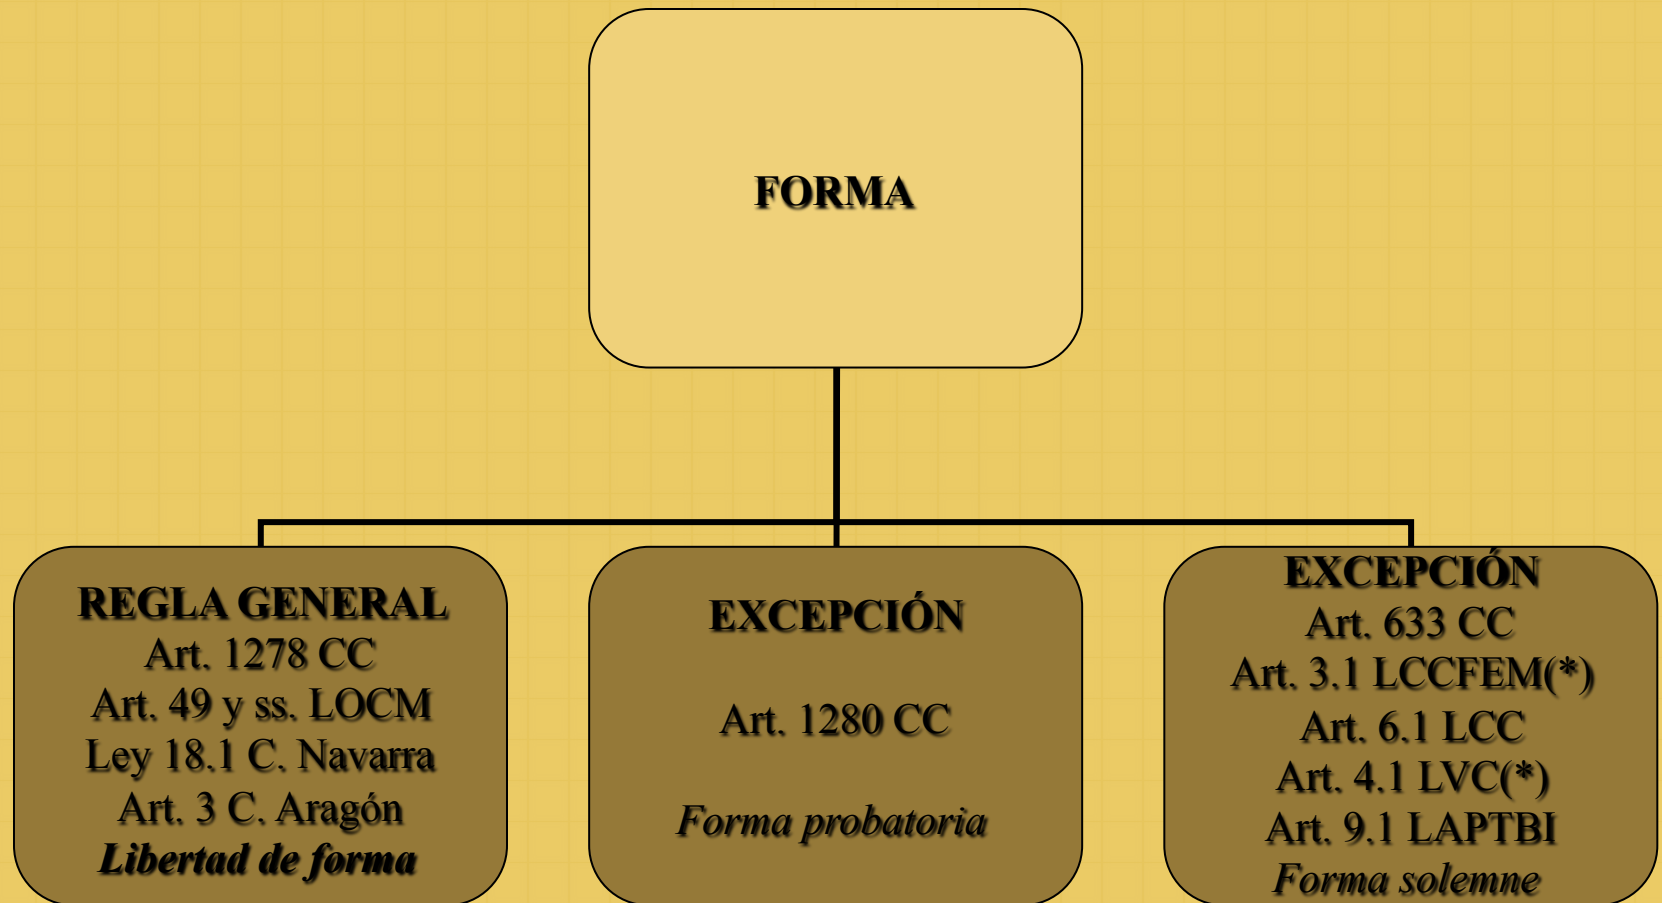 FORMA
REGLA GENERAL
Art. 1278 CC
Art. 49 y ss. LOCM
Ley 18.1 C. Navarra
Art. 3 C. Aragón
Libertad de forma
EXCEPCIÓN
Art. 1280 CC
Forma probatoria
EXCEPCIÓN
Art. 633 CC
Art. 3.1 LCCFEM(*)
Art. 6.1 LCC
Art. 4.1 LVC(*)
Art. 9.1 LAPTBI
Forma solemne